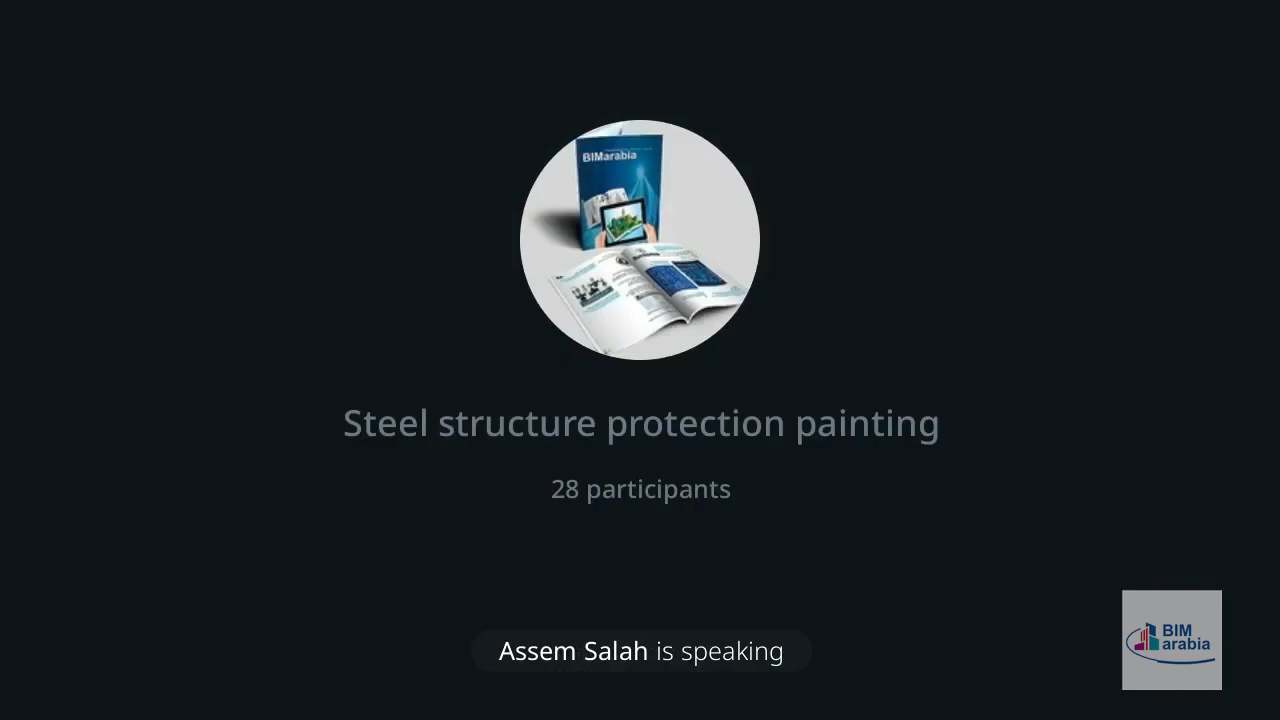 BIMarabia
Steel structure protection painting
28 participants
Assem Salah is speaking
BIM
arabia